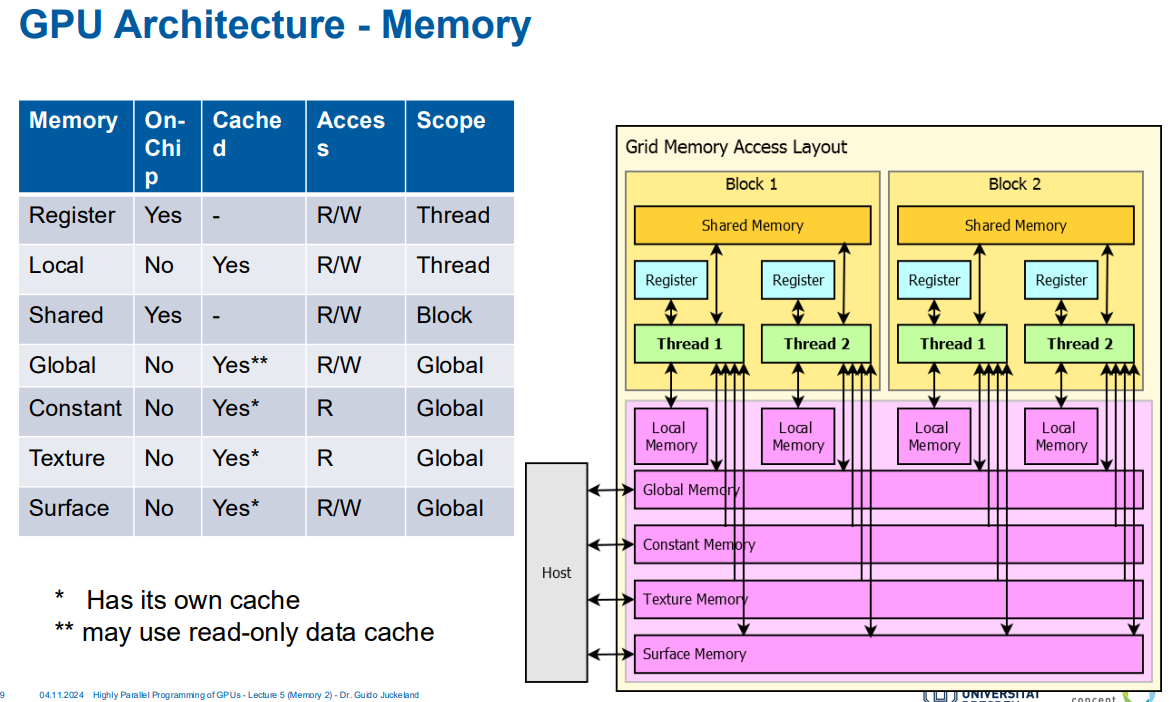 GPU Architecture - Memory
Memory On-Chip Cached Access Scope
Register Yes - R/W Thread
Local No Yes R/W Thread
Shared Yes - R/W Block
Global No Yes** R/W Global
Constant No Yes* R Global
Texture No Yes* R Global
Surface No Yes* R/W Global
* Has its own cache
** may use read-only data cache
Grid Memory Access Layout
Block 1 Block 2
Shared Memory Shared Memory
Register Register Register Register
Thread 1 Thread 2 Thread 1 Thread 2
Local Local Local Local
Memory Memory Memory Memory
Global Memory
Constant Memory
Host
Texture Memory
Surface Memory
9 04.11.2024 Highly Parallel Programming of GPUs - Lecture 5 (Memory 2) - Dr. Guido Juckeland
UNIVERSITÄT
concept